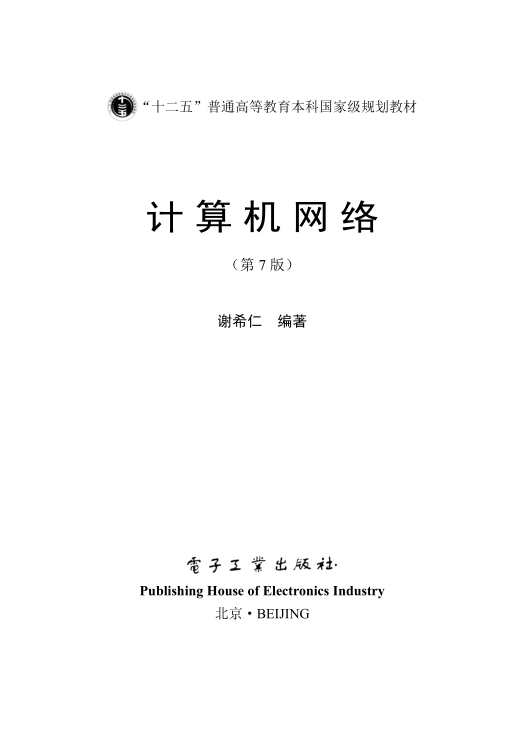 “十二五”普通高等教育本科国家级规划教材
计算机网络
（第 7 版）
谢希仁 编著
電子工業出版社·
Publishing House of Electronics Industry
北京·BEIJING